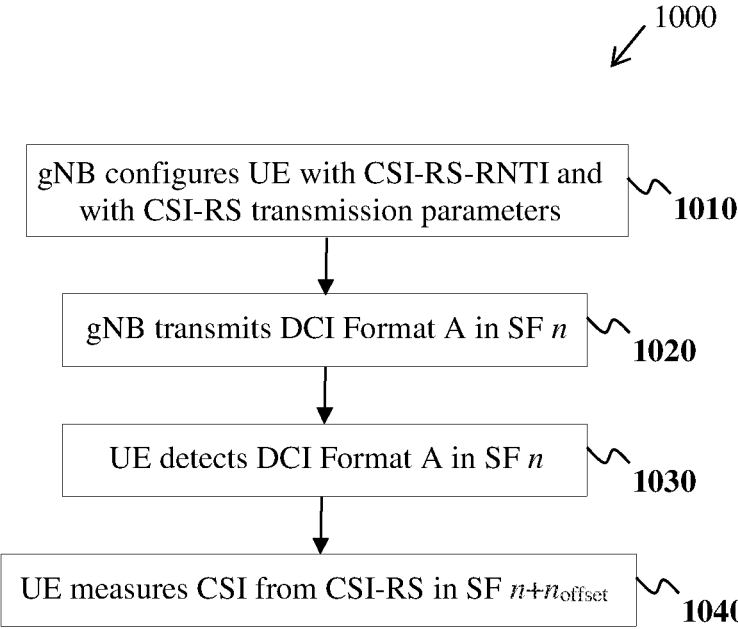 1000
gNB configures UE with CSI-RS-RNTI and
with CSI-RS transmission parameters
1010
gNB transmits DCI Format A in SF n
1020
UE detects DCI Format A in SF n
1030
UE measures CSI from CSI-RS in SF n+noffset
1040